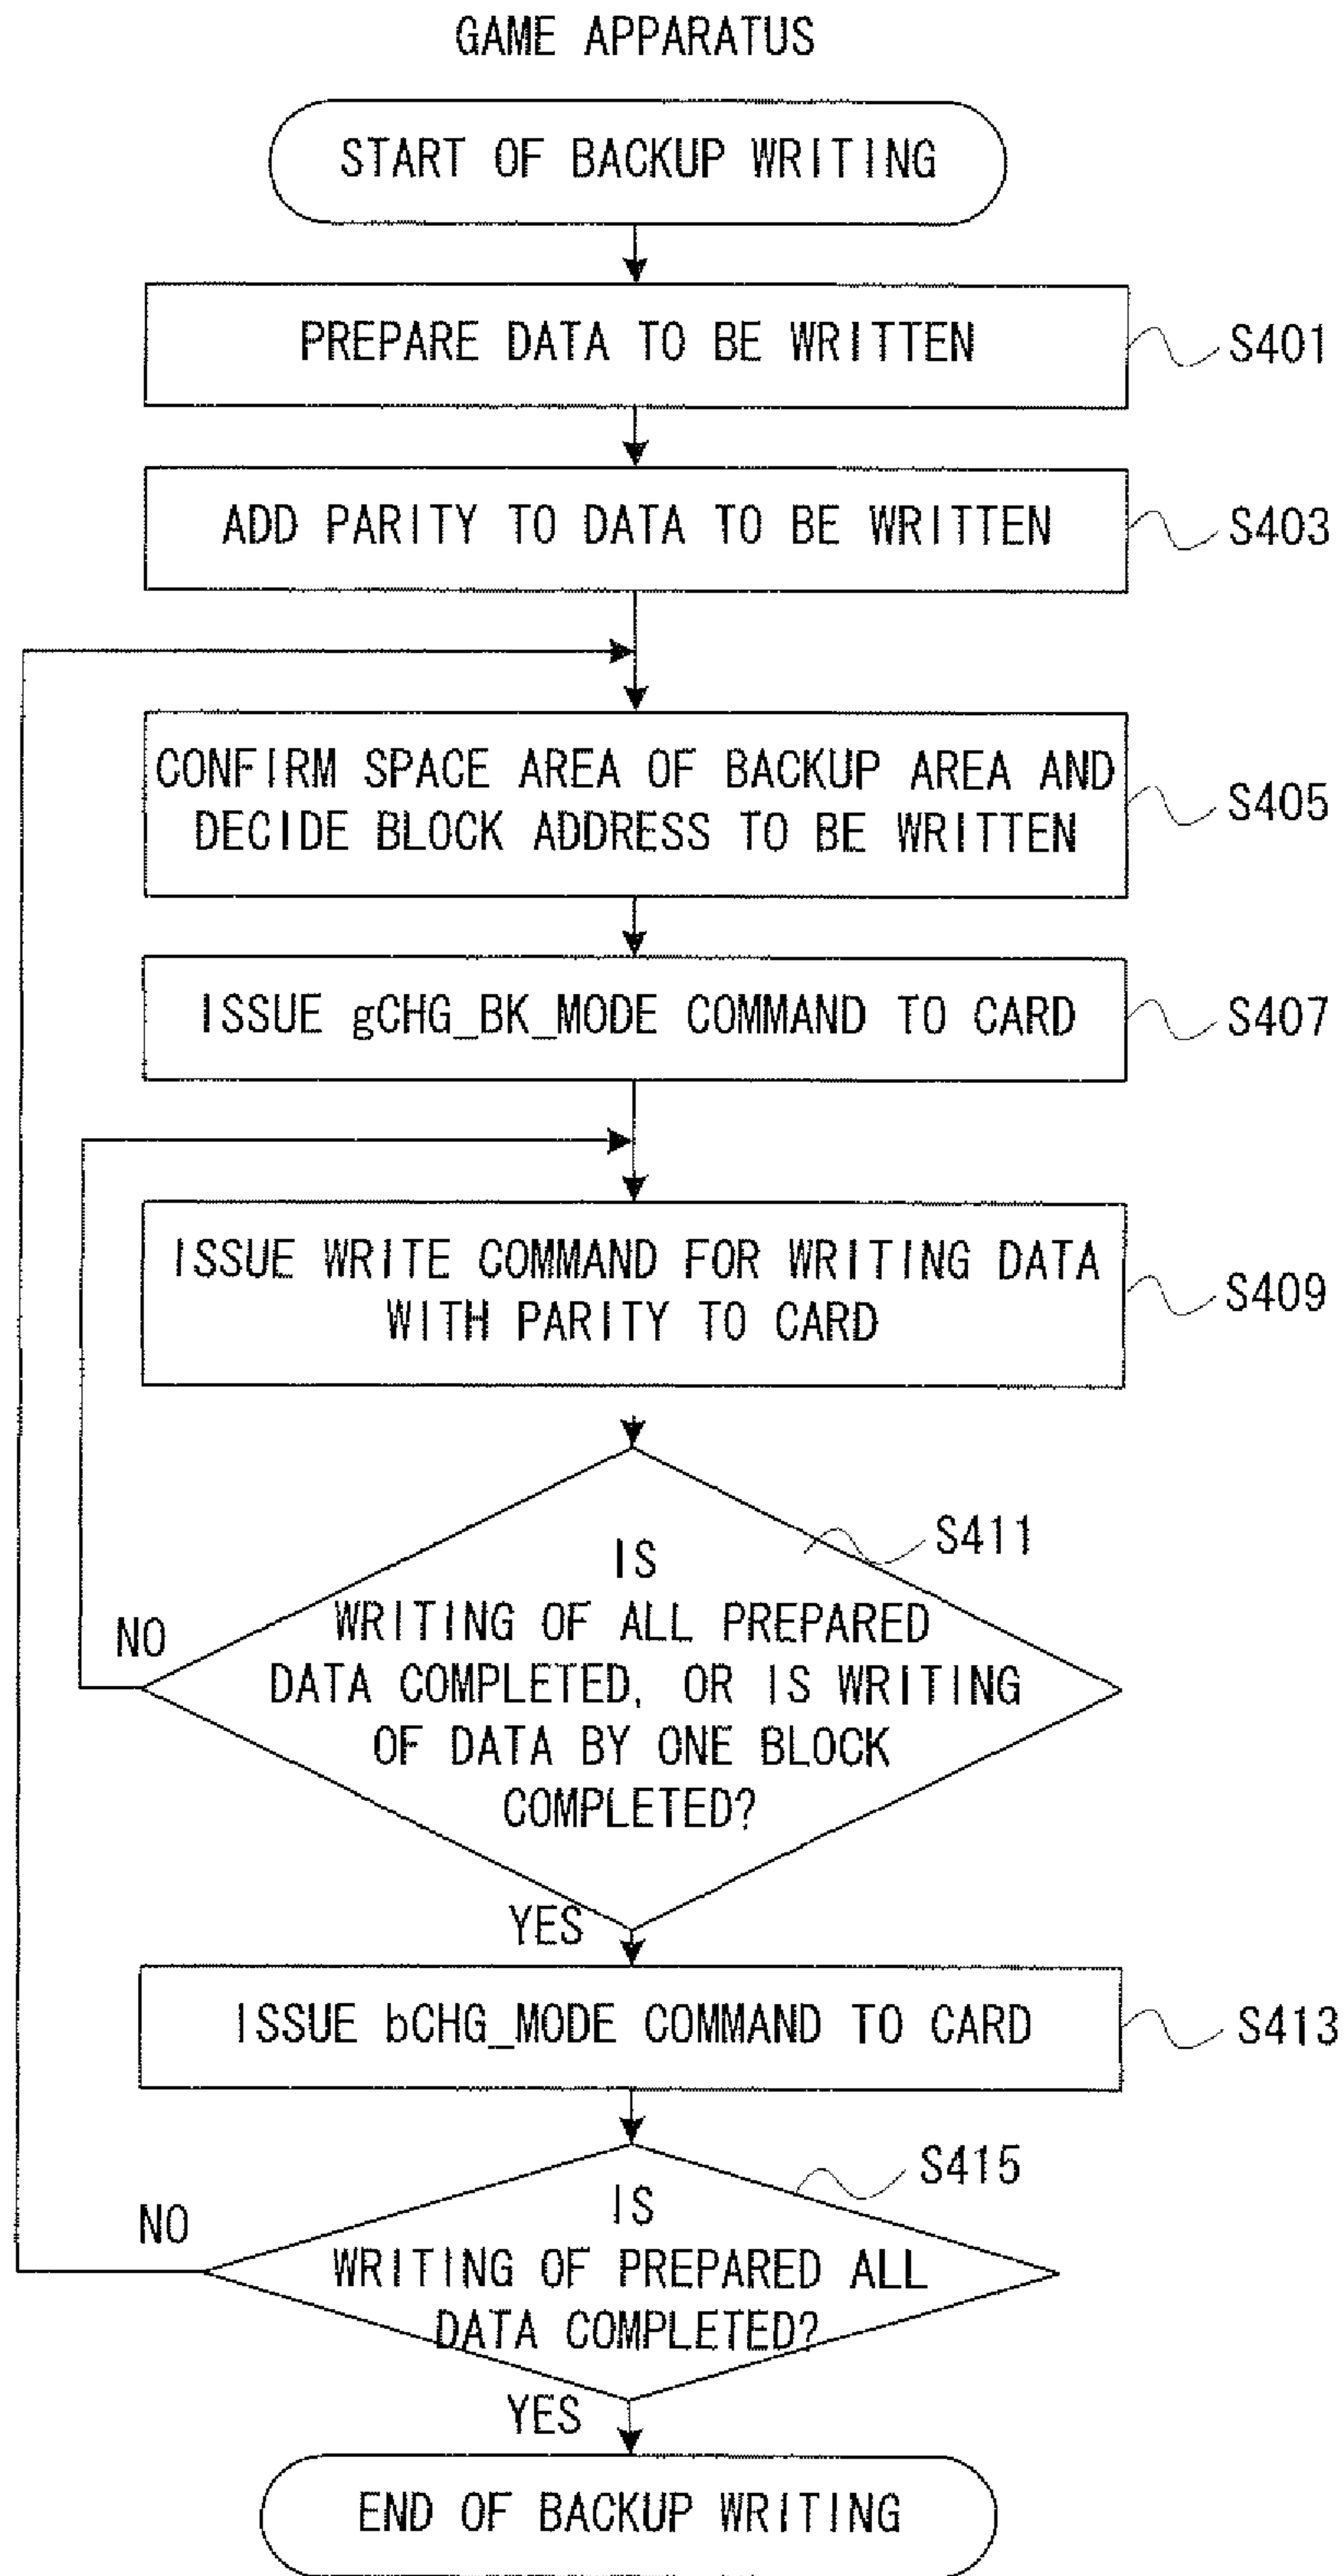 GAME APPARATUS
START OF BACKUP WRITING
PREPARE DATA TO BE WRITTEN
S401
ADD PARITY TO DATA TO BE WRITTEN
S403
CONFIRM SPACE AREA OF BACKUP AREA AND
DECIDE BLOCK ADDRESS TO BE WRITTEN
S405
ISSUE gCHG_BK_MODE COMMAND TO CARD
S407
ISSUE WRITE COMMAND FOR WRITING DATA
WITH PARITY TO CARD
S409
S411
IS
WRITING OF ALL PREPARED
DATA COMPLETED, OR IS WRITING
OF DATA BY ONE BLOCK
COMPLETED?
NO
YES
ISSUE bCHG_MODE COMMAND TO CARD
S413
S415
IS
WRITING OF PREPARED ALL
DATA COMPLETED?
NO
YES
END OF BACKUP WRITING